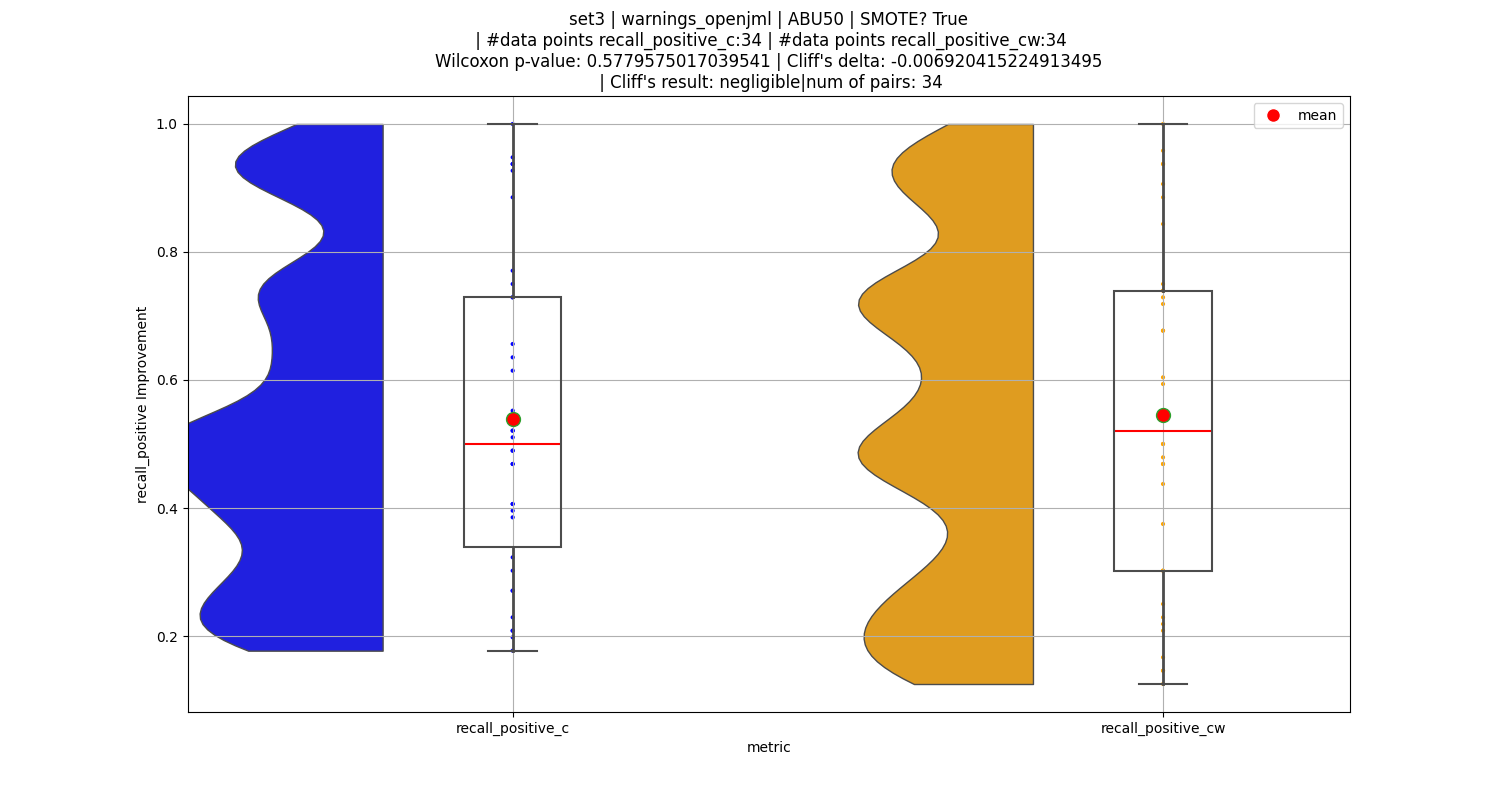 set3 | warnings_openjml | ABU50 | SMOTE? True
| #data points recall_positive_c:34 | #data points recall_positive_cw:34
Wilcoxon p-value: 0.5779575017039541 | Cliff's delta: -0.006920415224913495
| Cliff's result: negligible|num of pairs: 34
mean
1.0
0.8
0.6
0.4
0.2
recall_positive Improvement
recall_positive_c
recall_positive_cw
metric